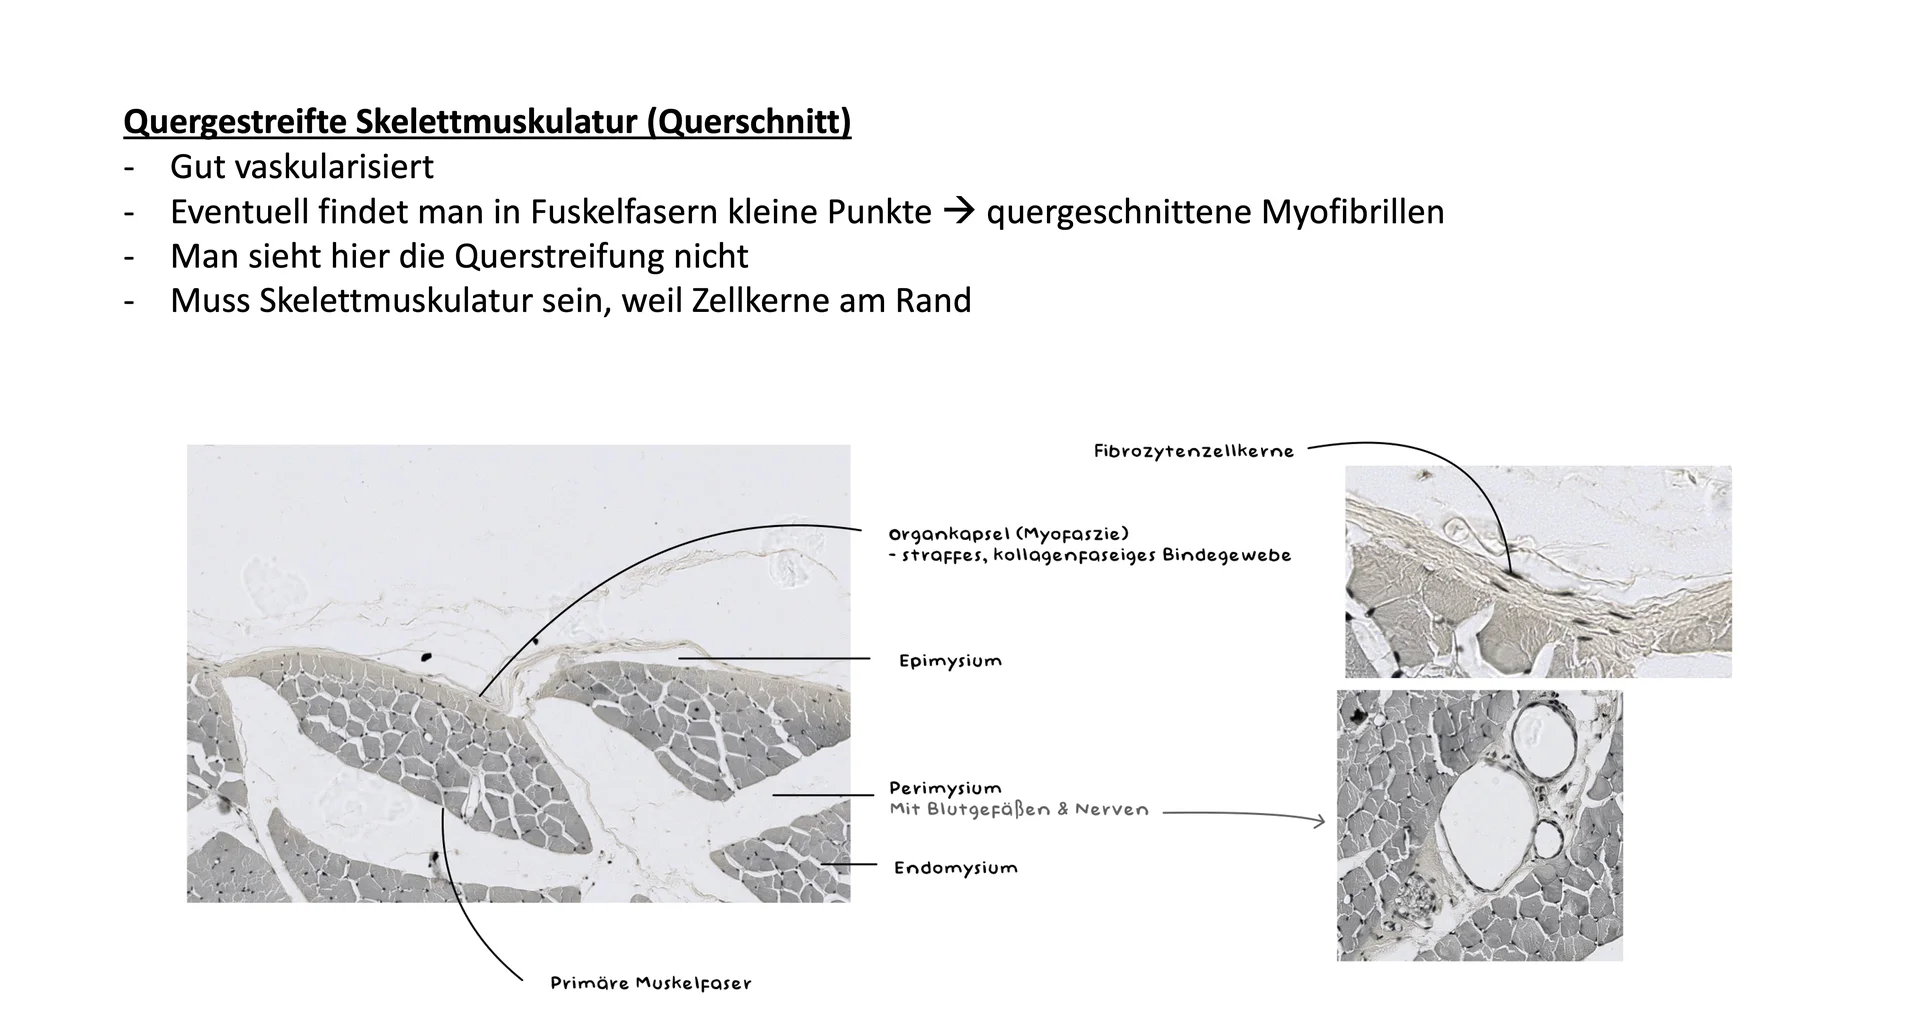 Quergestreifte Skelettmuskulatur (Querschnitt)
- Gut vaskularisiert
- Eventuell findet man in Fuskelfasern kleine Punkte → quergeschnittene Myofibrillen
- Man sieht hier die Querstreifung nicht
- Muss Skelettmuskulatur sein, weil Zellkerne am Rand
Fibrozytenzellkerne
Organkapsel (Myofaszie)
- straffes, kollagenfaseiges Bindegewebe
Epimysium
Perimysium
Mit Blutgefäßen & Nerven
Endomysium
Primäre Muskelfaser